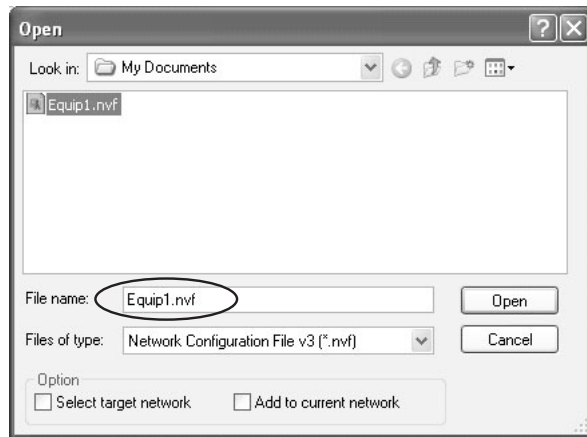 Open
Look in: My Documents
Equip1.nvf
File name: Equip1.nvf Open
Files of type: Network Configuration File v3 (*.nvf) Cancel
Option
Select target network Add to current network